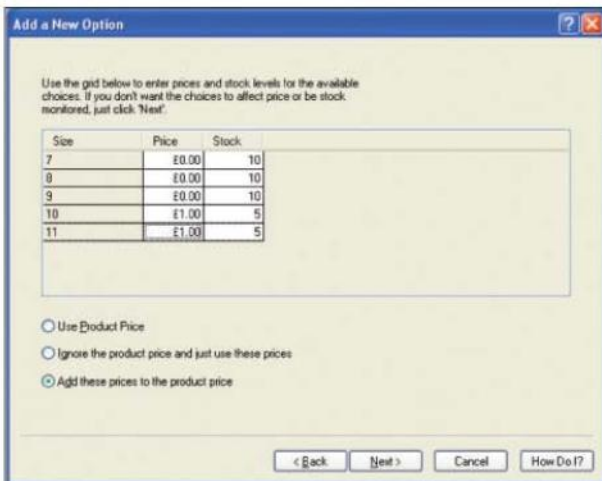 Add a New Option
Use the grid below to enter prices and stock levels for the available
choices. If you don't want the choices to affect price or be stock
monitored, just click 'Next'.
Size Price Stock
7 £0.00 10
8 £0.00 10
9 £0.00 10
10 £1.00 5
11 £1.00 5
Use Product Price
Ignore the product price and just use these prices
Add these prices to the product price
< Back Next > Cancel How Do I?